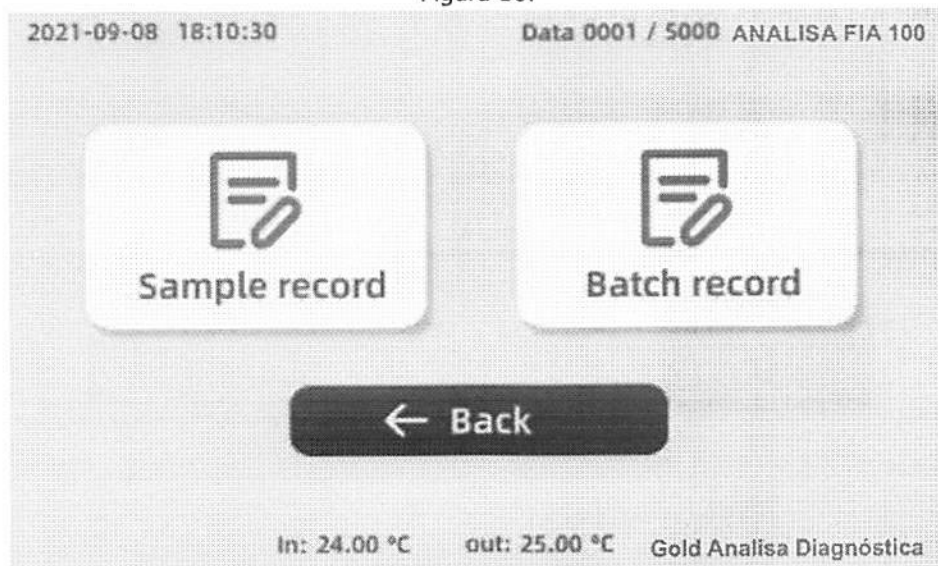 2021-09-08 18:10:30 Data 0001 / 5000 ANALISA FIA 100
Sample record
Batch record
← Back
In: 24.00 °C out: 25.00 °C Gold Analisa Diagnóstica